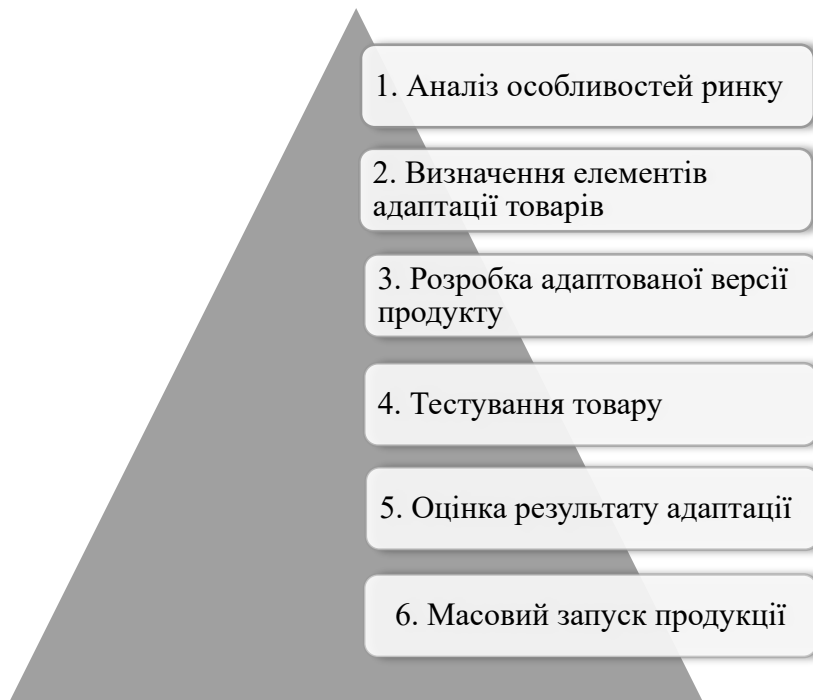 1. Аналіз особливостей ринку
2. Визначення елементів
адаптації товарів
3. Розробка адаптованої версії
продукту
4. Тестування товару
5. Оцінка результату адаптації
6. Масовий запуск продукції